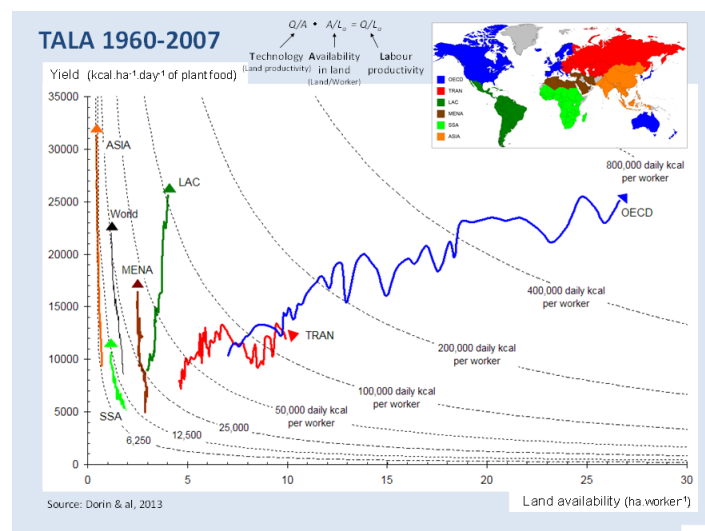 TALA 1960-2007
Q/A • A/Lₐ = Q/Lₐ
Technology
(Land productivity)
Availability
in land
(Land/Worker)
Labour
productivity
Yield (kcal.ha⁻¹.day⁻¹ of plant food)
OECD
TRAN
LAC
MENA
SSA
ASIA
35000
30000
25000
20000
15000
10000
5000
0
ASIA
World
MENA
LAC
SSA
TRAN
OECD
800,000 daily kcal
per worker
400,000 daily kcal
per worker
200,000 daily kcal
per worker
100,000 daily kcal
per worker
50,000 daily kcal
per worker
25,000
12,500
6,250
0
5
10
15
20
25
30
Source: Dorin & al, 2013
Land availability (ha.worker⁻¹)